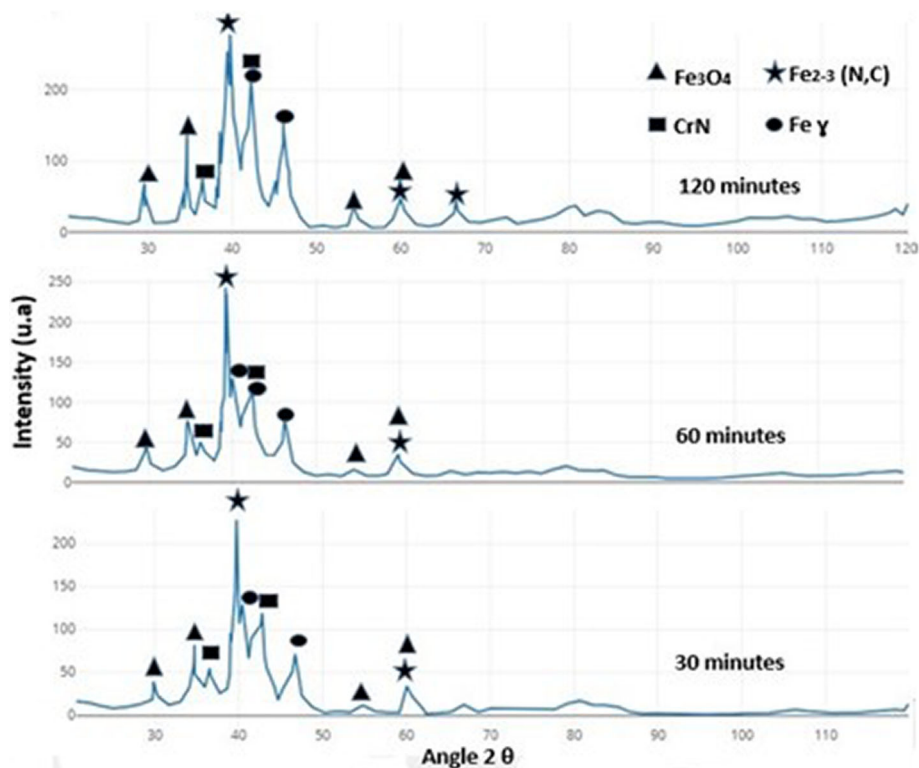 200
100
0
Fe3O4
Fe2-3 (N,C)
CrN
Fe ɣ
120 minutes
30 40 50 60 70 80 90 100 110 120
Intensity (u.a)
250
200
150
100
50
0
60 minutes
200
150
100
50
0
30 minutes
30 40 50 60 70 80 90 100 110
Angle 2 θ